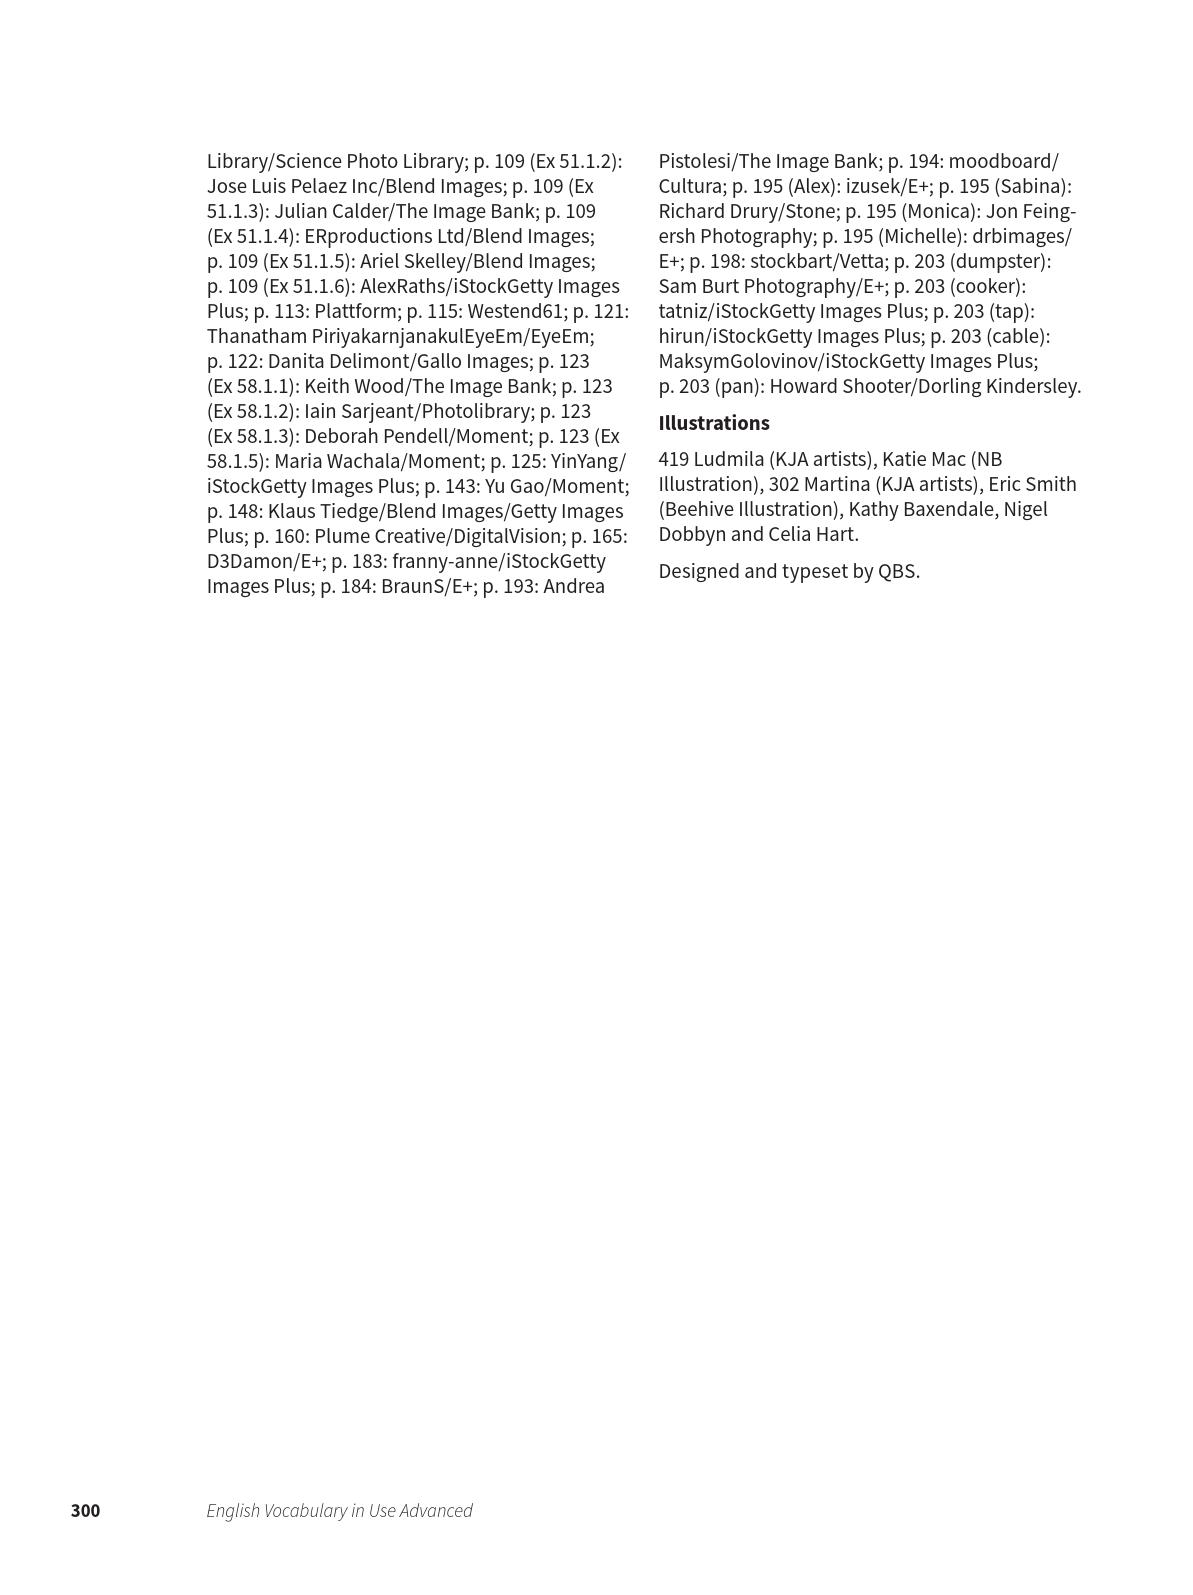 Library/Science Photo Library; p. 109 (Ex 51.1.2):
Jose Luis Pelaez Inc/Blend Images; p. 109 (Ex
51.1.3): Julian Calder/The Image Bank; p. 109
(Ex 51.1.4): ERproductions Ltd/Blend Images;
p. 109 (Ex 51.1.5): Ariel Skelley/Blend Images;
p. 109 (Ex 51.1.6): AlexRaths/iStockGetty Images
Plus; p. 113: Plattform; p. 115: Westend61; p. 121:
Thanatham PiriyakarnjanakulEyeEm/EyeEm;
p. 122: Danita Delimont/Gallo Images; p. 123
(Ex 58.1.1): Keith Wood/The Image Bank; p. 123
(Ex 58.1.2): Iain Sarjeant/Photolibrary; p. 123
(Ex 58.1.3): Deborah Pendell/Moment; p. 123 (Ex
58.1.5): Maria Wachala/Moment; p. 125: YinYang/
iStockGetty Images Plus; p. 143: Yu Gao/Moment;
p. 148: Klaus Tiedge/Blend Images/Getty Images
Plus; p. 160: Plume Creative/DigitalVision; p. 165:
D3Damon/E+; p. 183: franny-anne/iStockGetty
Images Plus; p. 184: BraunS/E+; p. 193: Andrea
Pistolesi/The Image Bank; p. 194: moodboard/
Cultura; p. 195 (Alex): izusek/E+; p. 195 (Sabina):
Richard Drury/Stone; p. 195 (Monica): Jon Feing-
ersh Photography; p. 195 (Michelle): drbimages/
E+; p. 198: stockbart/Vetta; p. 203 (dumpster):
Sam Burt Photography/E+; p. 203 (cooker):
tatniz/iStockGetty Images Plus; p. 203 (tap):
hirun/iStockGetty Images Plus; p. 203 (cable):
MaksymGolovinov/iStockGetty Images Plus;
p. 203 (pan): Howard Shooter/Dorling Kindersley.
Illustrations
419 Ludmila (KJA artists), Katie Mac (NB
Illustration), 302 Martina (KJA artists), Eric Smith
(Beehive Illustration), Kathy Baxendale, Nigel
Dobbyn and Celia Hart.
Designed and typeset by QBS.
300
English Vocabulary in Use Advanced